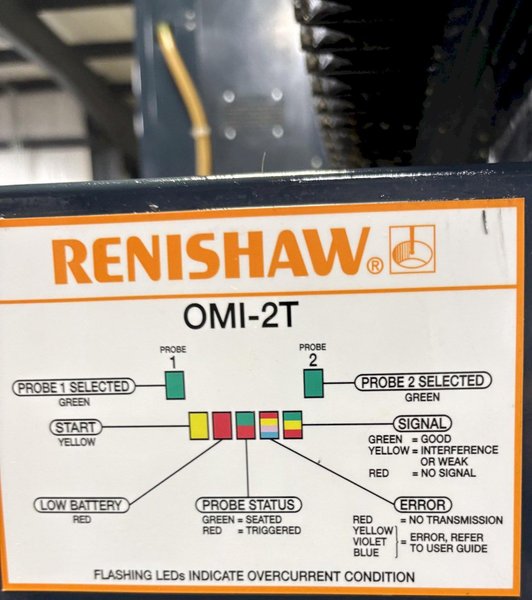 RENISHAW®
OMI-2T
PROBE 1
PROBE 2
PROBE 1 SELECTED
GREEN
PROBE 2 SELECTED
GREEN
START
YELLOW
SIGNAL
GREEN = GOOD
YELLOW = INTERFERENCE
OR WEAK
RED = NO SIGNAL
LOW BATTERY
RED
PROBE STATUS
GREEN = SEATED
RED = TRIGGERED
ERROR
RED = NO TRANSMISSION
YELLOW
VIOLET = ERROR, REFER
BLUE TO USER GUIDE
FLASHING LEDs INDICATE OVERCURRENT CONDITION